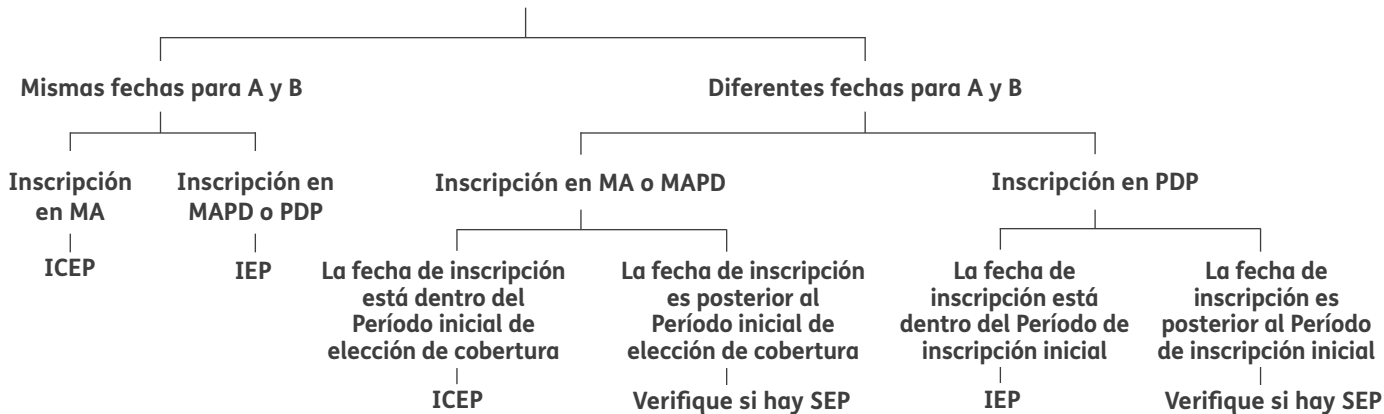 Mismas fechas para A y B
Diferentes fechas para A y B
Inscripción
en MA
Inscripción en
MAPD o PDP
Inscripción en MA o MAPD
Inscripción en PDP
ICEP
IEP
La fecha de inscripción
está dentro del
Período inicial de
elección de cobertura
La fecha de inscripción
es posterior al
Período inicial de
elección de cobertura
La fecha de
inscripción está
dentro del Período de
inscripción inicial
La fecha de
inscripción es
posterior al Período
de inscripción inicial
ICEP
Verifique si hay SEP
IEP
Verifique si hay SEP